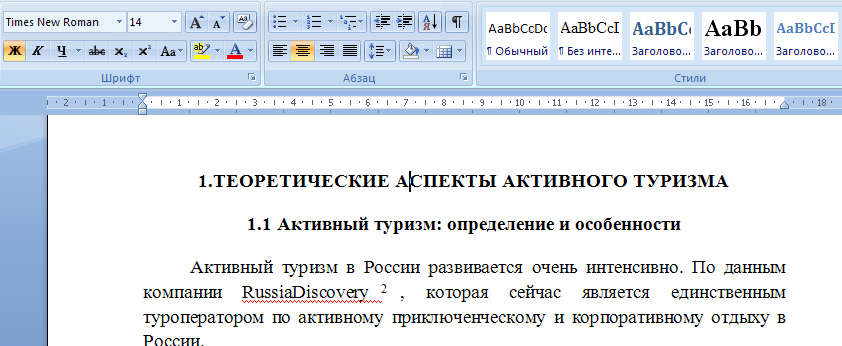 Times New Roman 14
Ж К Ч abc x₂ x² Aa ab A
AaBbCcDc AaBbCcI AaBbC AaBb AaBbCcI
¶ Обычный ¶ Без инте... Заголово... Заголово... Заголово...
Шрифт Абзац Стили
2 1 1 2 3 4 5 6 7 8 9 10 11 12 13 14 15 16 18
1.ТЕОРЕТИЧЕСКИЕ АСПЕКТЫ АКТИВНОГО ТУРИЗМА
1.1 Активный туризм: определение и особенности
Активный туризм в России развивается очень интенсивно. По данным
компании RussiaDiscovery ² , которая сейчас является единственным
туроператором по активному приключенческому и корпоративному отдыху в
России.